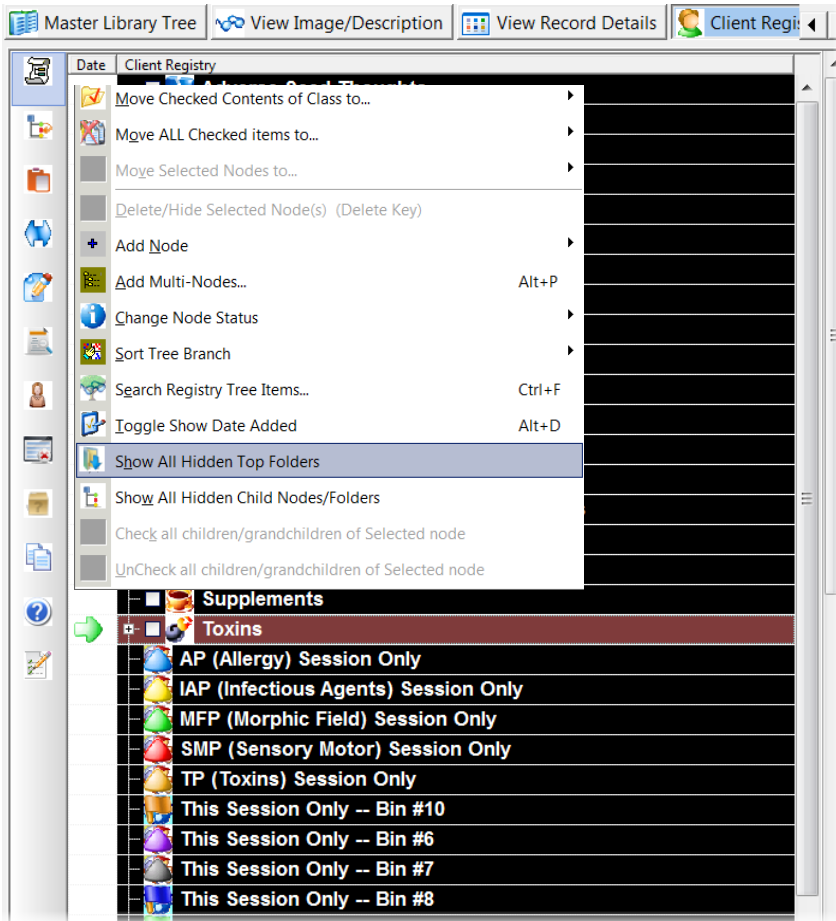 Master Library Tree View Image/Description View Record Details Client Regis
Date Client Registry
Move Checked Contents of Class to...
Move ALL Checked items to...
Move Selected Nodes to...
Delete/Hide Selected Node(s) (Delete Key)
Add Node
Add Multi-Nodes... Alt+P
Change Node Status
Sort Tree Branch
Search Registry Tree Items... Ctrl+F
Toggle Show Date Added Alt+D
Show All Hidden Top Folders
Show All Hidden Child Nodes/Folders
Check all children/grandchildren of Selected node
UnCheck all children/grandchildren of Selected node
Supplements
Toxins
AP (Allergy) Session Only
IAP (Infectious Agents) Session Only
MFP (Morphic Field) Session Only
SMP (Sensory Motor) Session Only
TP (Toxins) Session Only
This Session Only -- Bin #10
This Session Only -- Bin #6
This Session Only -- Bin #7
This Session Only -- Bin #8